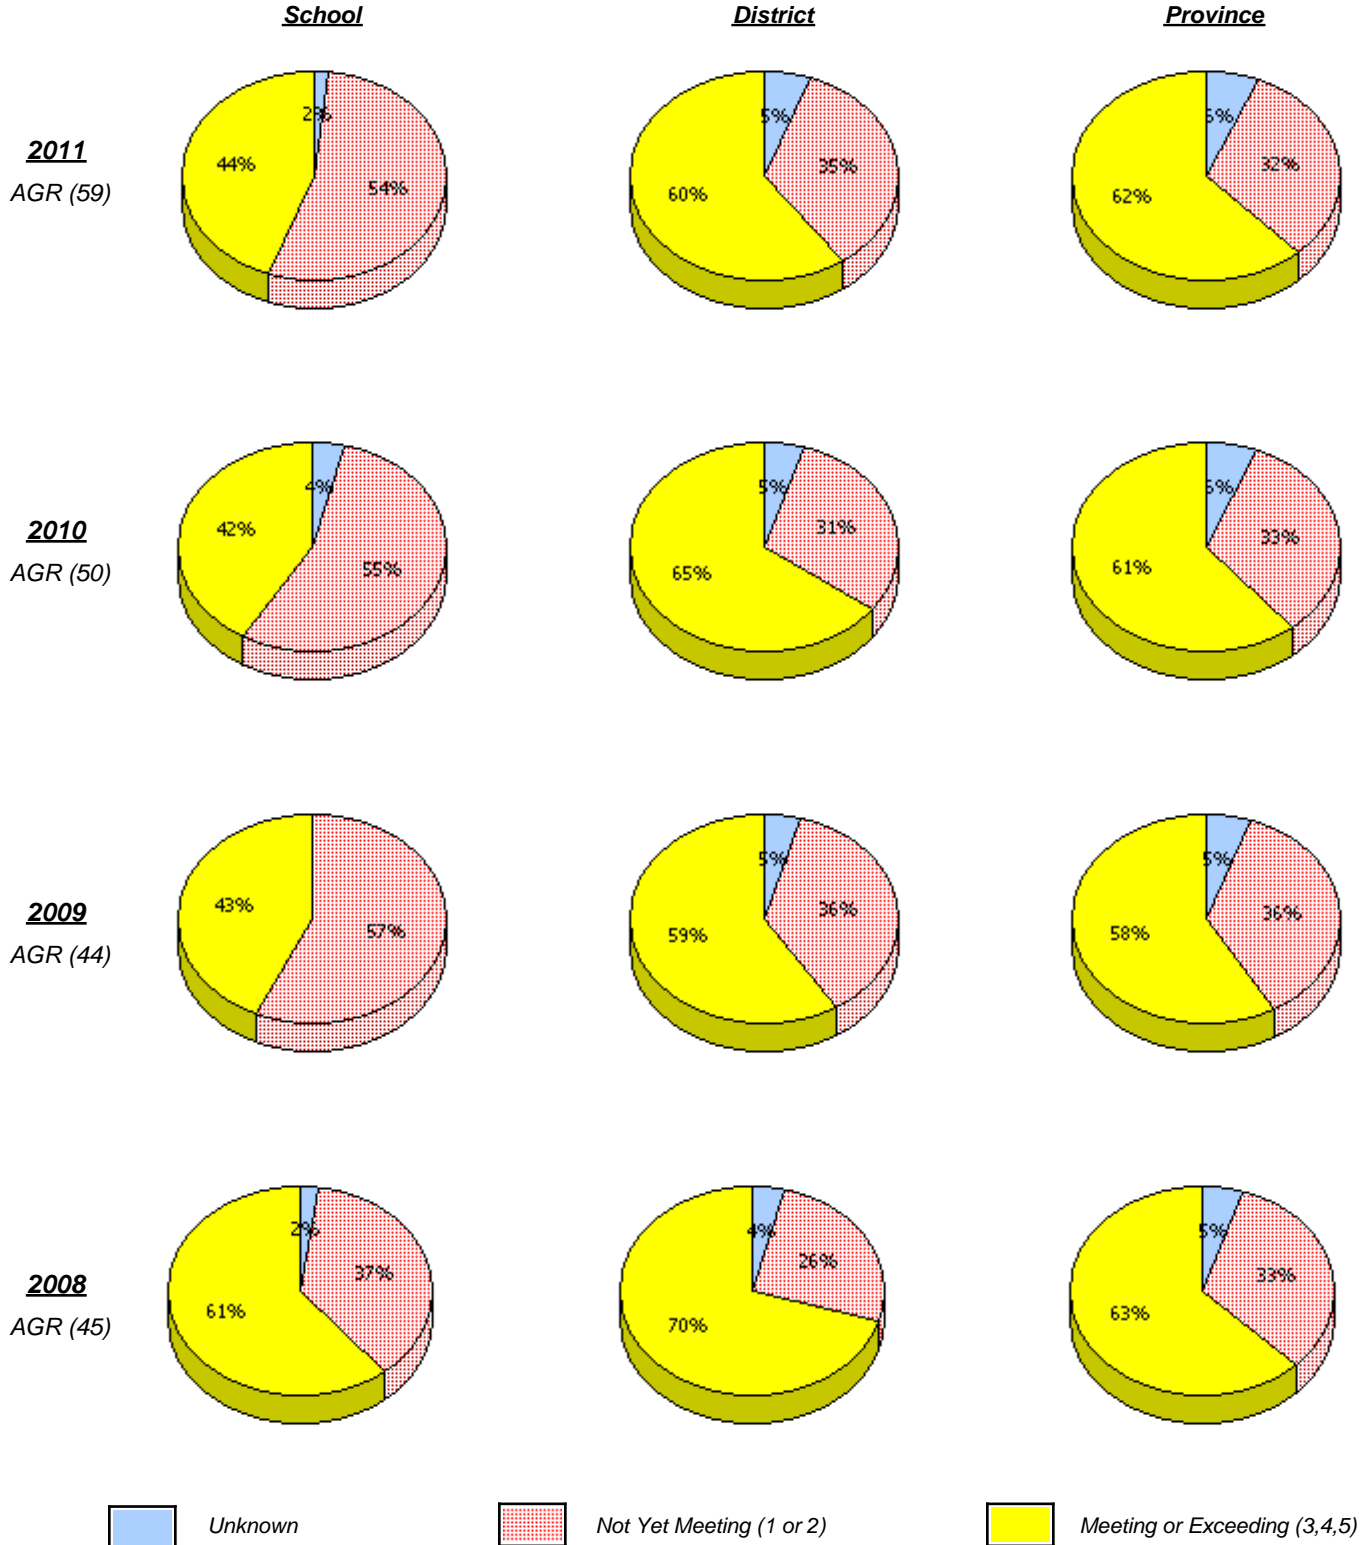 School District Province
2% 5% 6%
2011 44% 54% 60% 35% 62% 32%
AGR (59)
4% 5% 6%
2010 42% 55% 65% 31% 61% 33%
AGR (50)
5% 5%
2009 43% 57% 59% 36% 58% 36%
AGR (44)
2% 4% 5%
2008 61% 37% 70% 26% 63% 33%
AGR (45)
Unknown Not Yet Meeting (1 or 2) Meeting or Exceeding (3,4,5)